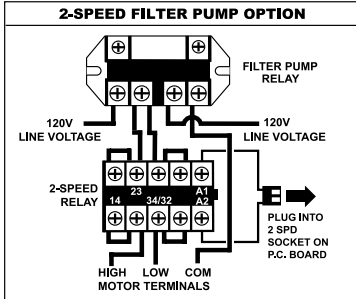 2-SPEED FILTER PUMP OPTION
FILTER PUMP
RELAY
120V
LINE VOLTAGE
120V
LINE VOLTAGE
2-SPEED
RELAY
23
14
34/32
A1
A2
PLUG INTO
2 SPD
SOCKET ON
P.C. BOARD
HIGH LOW COM
MOTOR TERMINALS